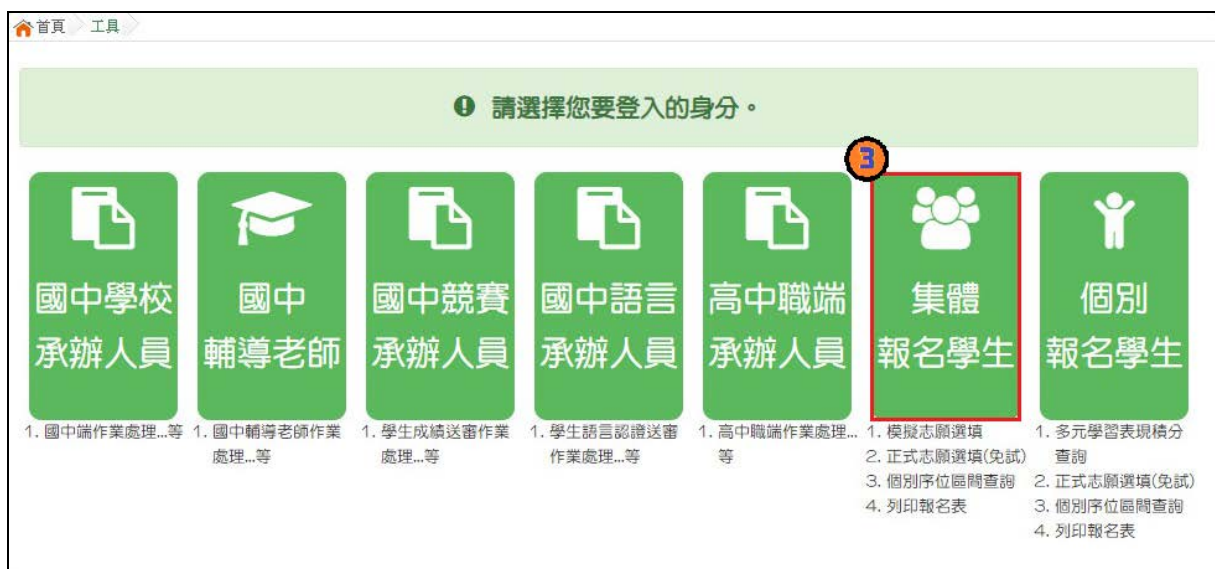 首頁 工具
請選擇您要登入的身分。
3
國中學校
承辦人員
1. 國中端作業處理...等
國中
輔導老師
1. 國中輔導老師作業
處理...等
國中競賽
承辦人員
1. 學生成績送審作業
處理...等
國中語言
承辦人員
1. 學生語言認證送審
作業處理...等
高中職端
承辦人員
1. 高中職端作業處理...
等
集體
報名學生
1. 模擬志願選填
2. 正式志願選填(免試)
3. 個別序位區間查詢
4. 列印報名表
個別
報名學生
1. 多元學習表現積分
查詢
2. 正式志願選填(免試)
3. 個別序位區間查詢
4. 列印報名表